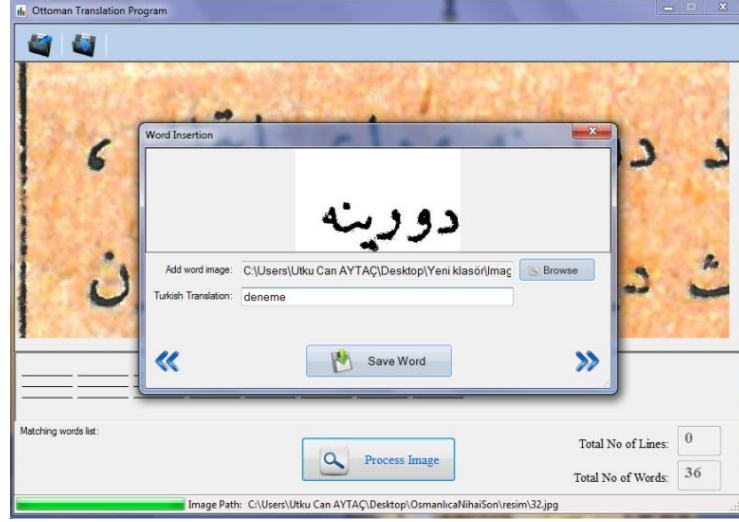 Ottoman Translation Program
Word Insertion
دورينه
Add word image: C:\Users\Utku Can AYTAÇ\Desktop\Yeni klasör\Imag Browse
Turkish Translation: deneme
Save Word
Matching words list:
Process Image
Total No of Lines: 0
Total No of Words: 36
Image Path: C:\Users\Utku Can AYTAÇ\Desktop\OsmanlıcaNihaiSon\resim\32.jpg